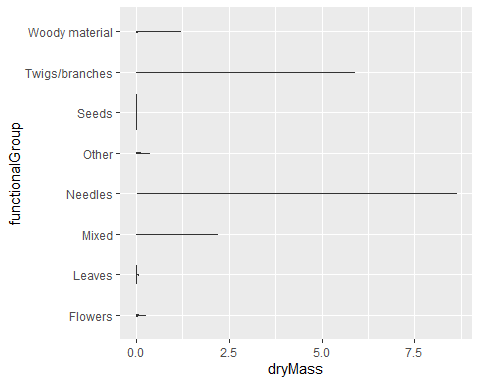 functionalGroup
Woody material
Twigs/branches
Seeds
Other
Needles
Mixed
Leaves
Flowers
0.0 2.5 5.0 7.5
dryMass